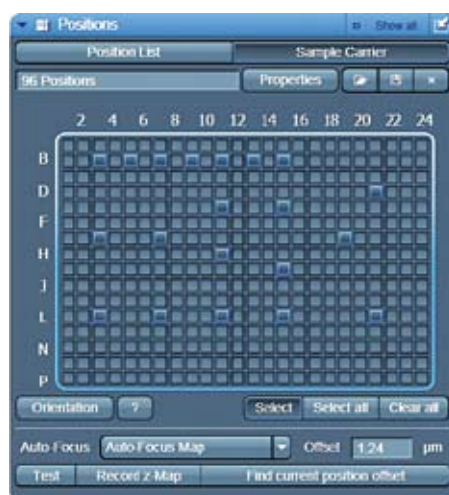 Positions Show all
Position List Sample Carrier
96 Positions Properties
2 4 6 8 10 12 14 16 18 20 22 24
B
D
F
H
J
L
N
P
Orientation ? Select Select all Clear all
Auto-Focus Auto Focus Map Offset 1.24 µm
Test Record z-Map Find current position offset